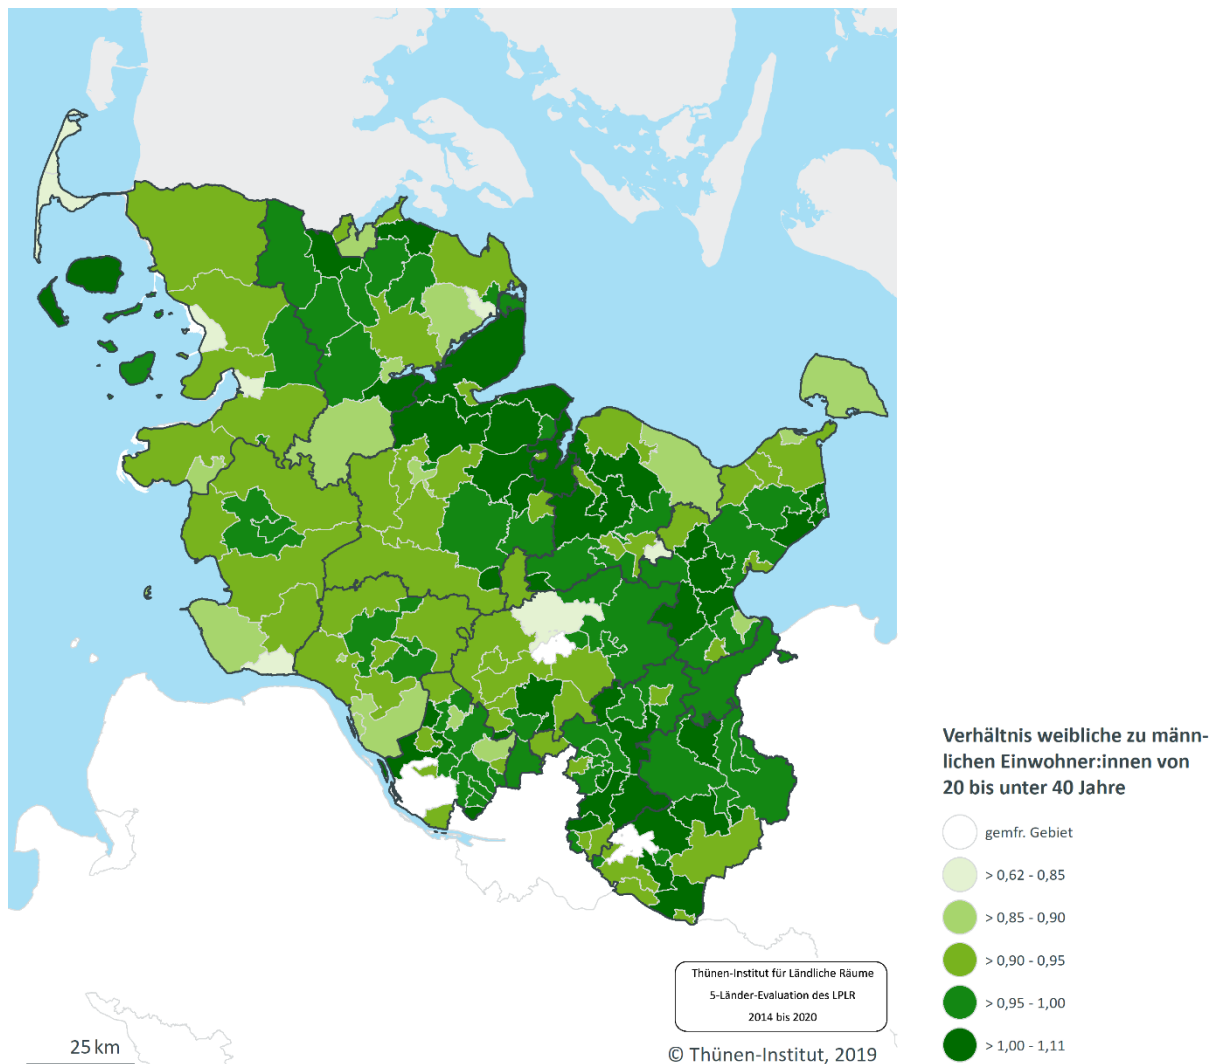 Verhältnis weibliche zu männ-
lichen Einwohner:innen von
20 bis unter 40 Jahre
gemfr. Gebiet
> 0,62 - 0,85
> 0,85 - 0,90
> 0,90 - 0,95
> 0,95 - 1,00
> 1,00 - 1,11
Thünen-Institut für Ländliche Räume
5-Länder-Evaluation des LPLR
2014 bis 2020
25 km
© Thünen-Institut, 2019